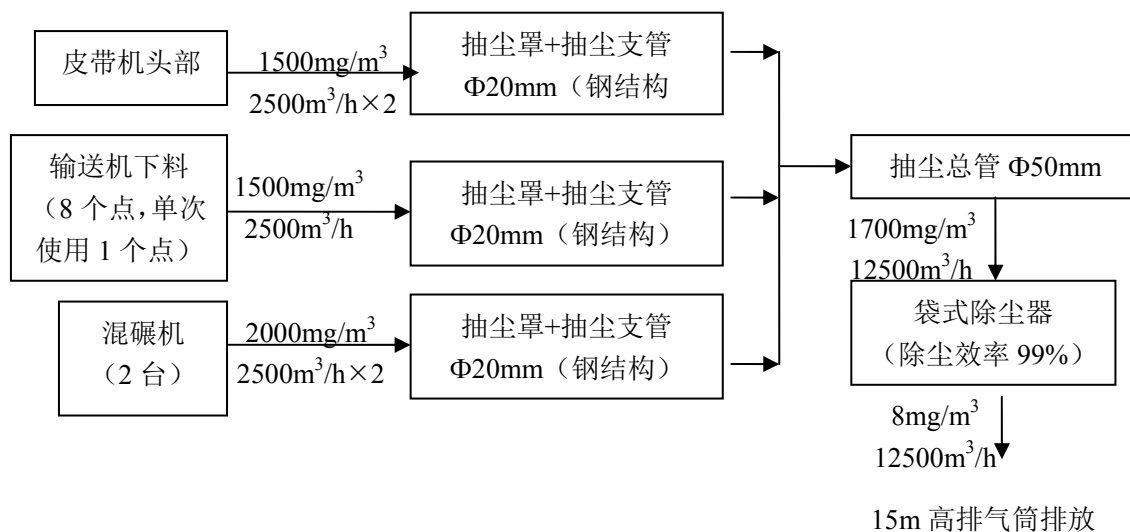 皮带机头部
1500mg/m³
2500m³/h×2
抽尘罩+抽尘支管
Φ20mm（钢结构
输送机下料
（8 个点，单次
使用 1 个点）
1500mg/m³
2500m³/h
抽尘罩+抽尘支管
Φ20mm（钢结构）
混碾机
（2 台）
2000mg/m³
2500m³/h×2
抽尘罩+抽尘支管
Φ20mm（钢结构）
抽尘总管 Φ50mm
1700mg/m³
12500m³/h
袋式除尘器
（除尘效率 99%）
8mg/m³
12500m³/h
15m 高排气筒排放